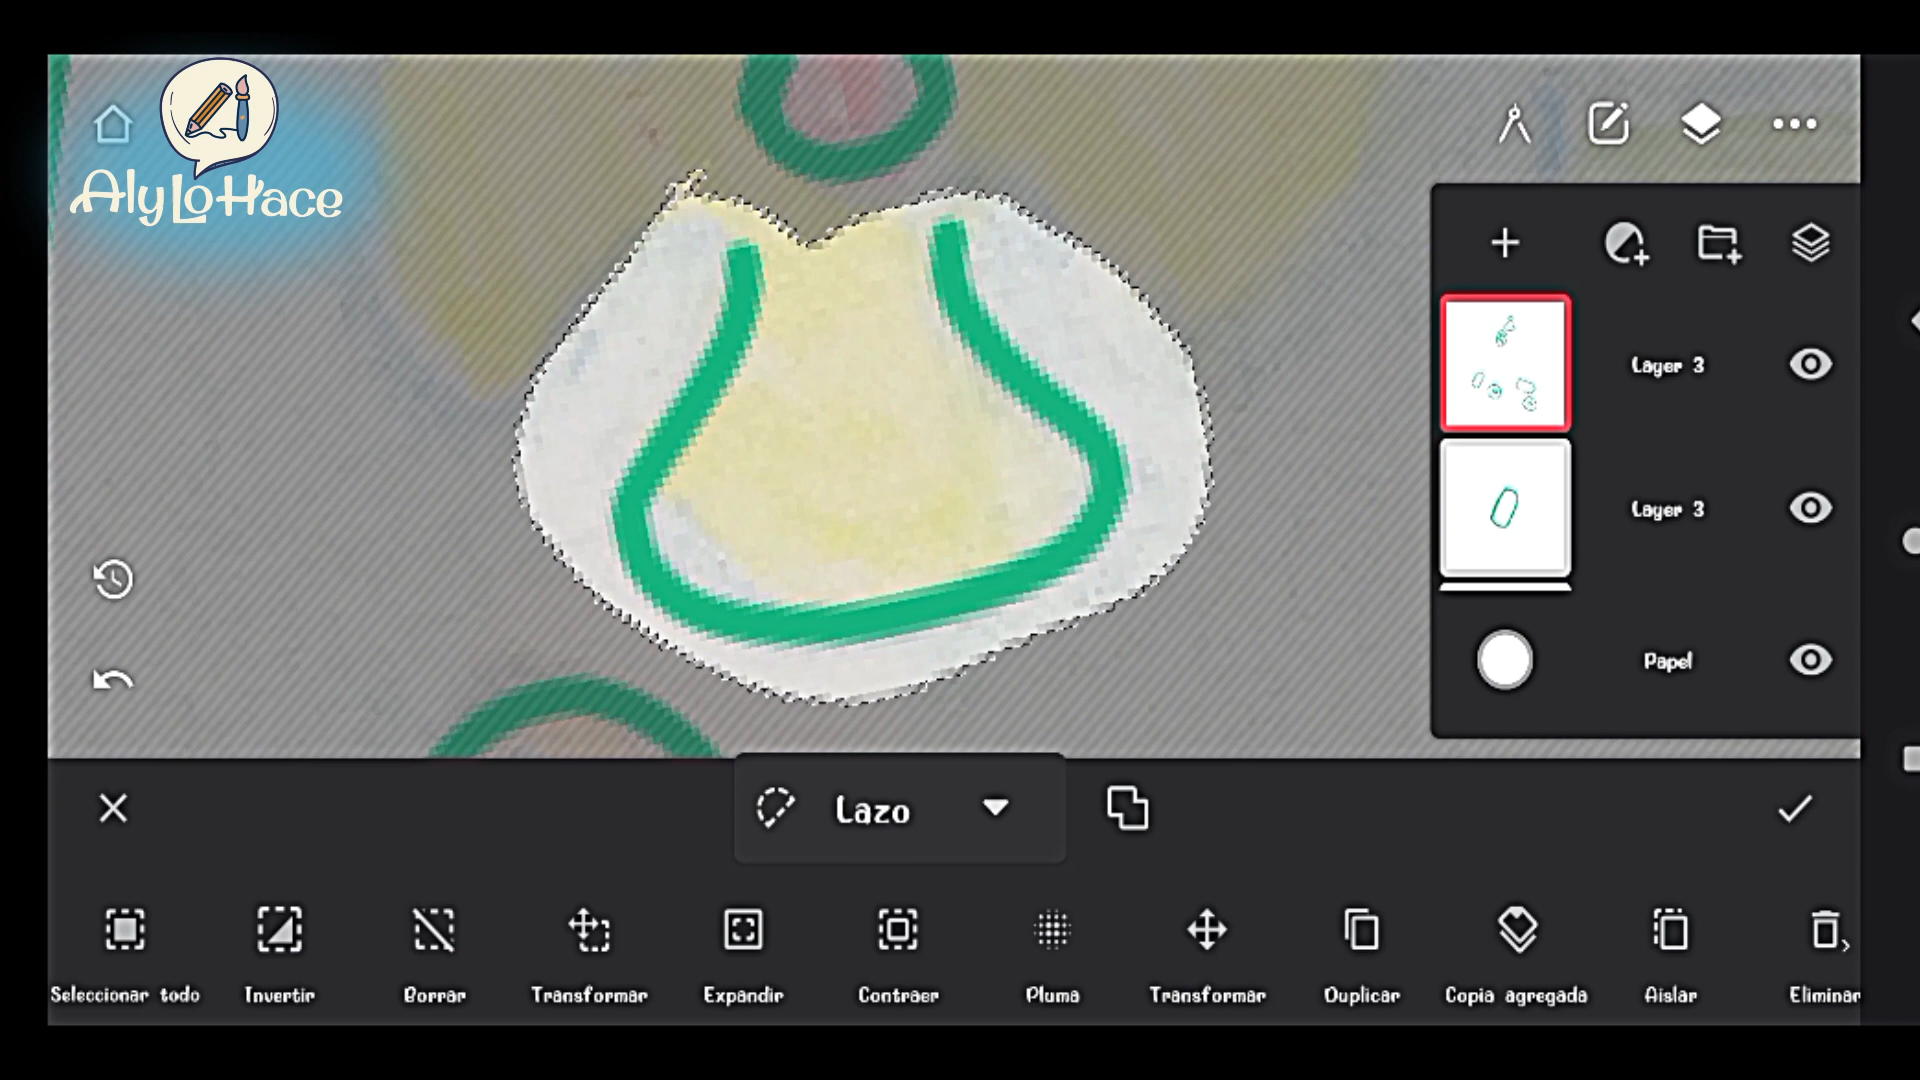 AlyLoHace
Layer 3
Layer 3
Papel
Lazo
Seleccionar todo
Invertir
Borrar
Transformar
Expandir
Contraer
Pluma
Transformar
Duplicar
Copia agregada
Aislar
Eliminar